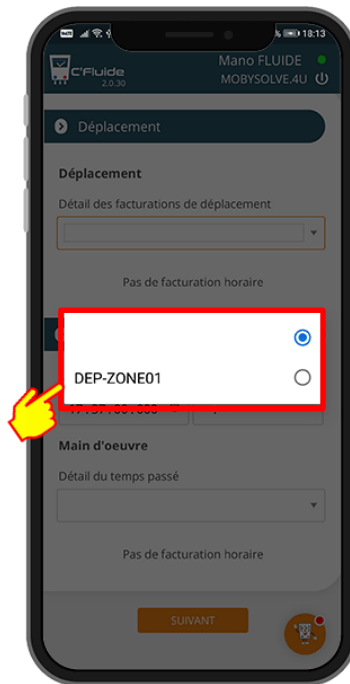 18:13
C'Fluide
2.0.30
Mano FLUIDE
MOBYSOLVE.4U
Déplacement
Déplacement
Détail des facturations de déplacement
Pas de facturation horaire
DEP-ZONE01
Main d'oeuvre
Détail du temps passé
Pas de facturation horaire
SUIVANT